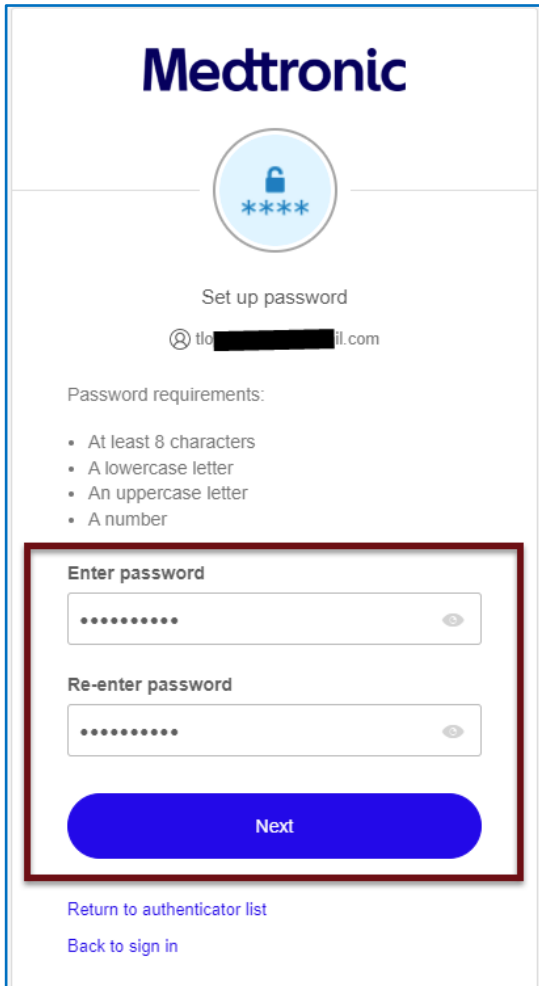 Medtronic
****
Set up password
tlo il.com
Password requirements:
• At least 8 characters
• A lowercase letter
• An uppercase letter
• A number
Enter password
••••••••••
Re-enter password
••••••••••
Next
Return to authenticator list
Back to sign in